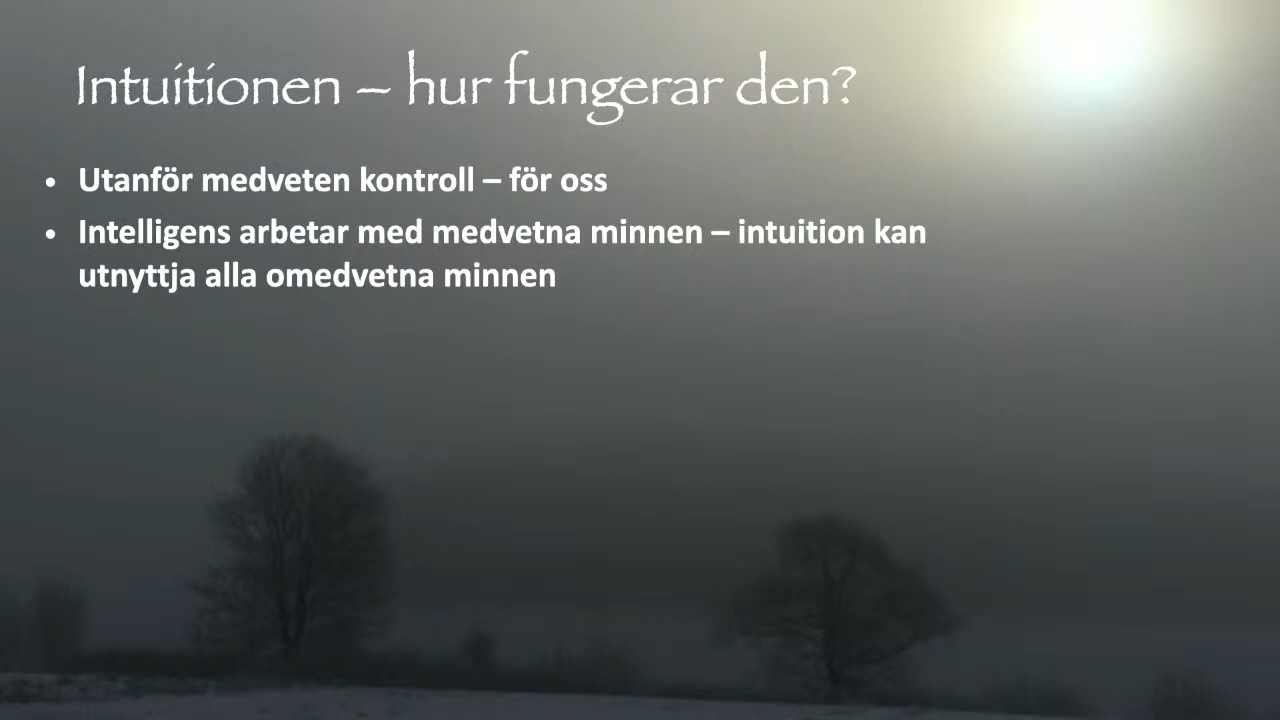 Intuitionen – hur fungerar den?
• Utanför medveten kontroll – för oss
• Intelligens arbetar med medvetna minnen – intuition kan
utnyttja alla omedvetna minnen